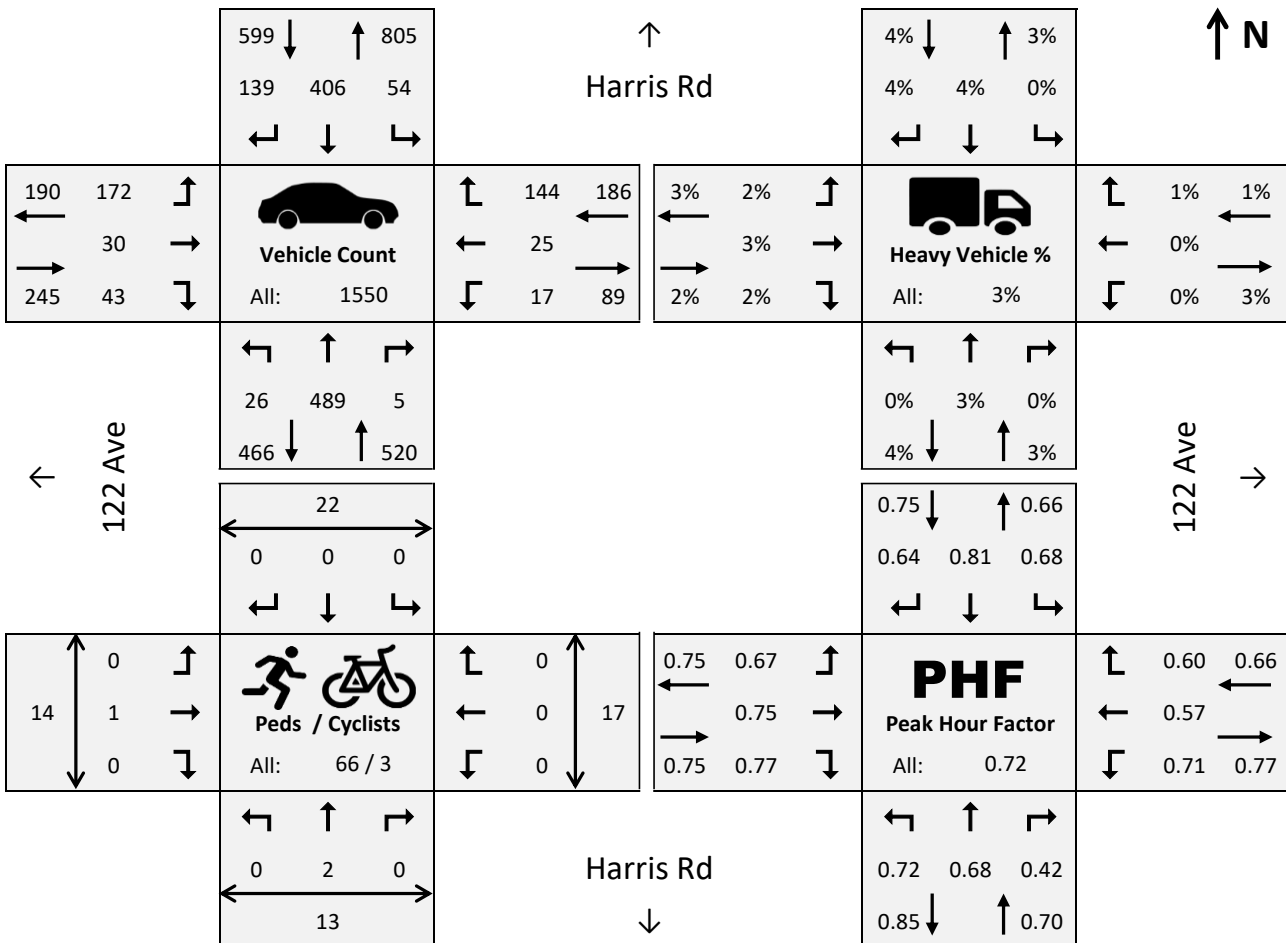 599 805
139 406 54
Harris Rd
4% 3%
4% 4% 0%
N
190 172
30
245 43
Vehicle Count
All: 1550
144 186
25
17 89
3% 2%
3%
2% 2%
Heavy Vehicle %
All: 3%
1% 1%
0%
0% 3%
26 489 5
466 520
0% 3% 0%
4% 3%
122 Ave
122 Ave
22
0 0 0
0.75 0.66
0.64 0.81 0.68
0
14 1
0
Peds / Cyclists
All: 66 / 3
0
0 17
0
0.75 0.67
0.75
0.75 0.77
PHF
Peak Hour Factor
All: 0.72
0.60 0.66
0.57
0.71 0.77
0 2 0
13
Harris Rd
0.72 0.68 0.42
0.85 0.70